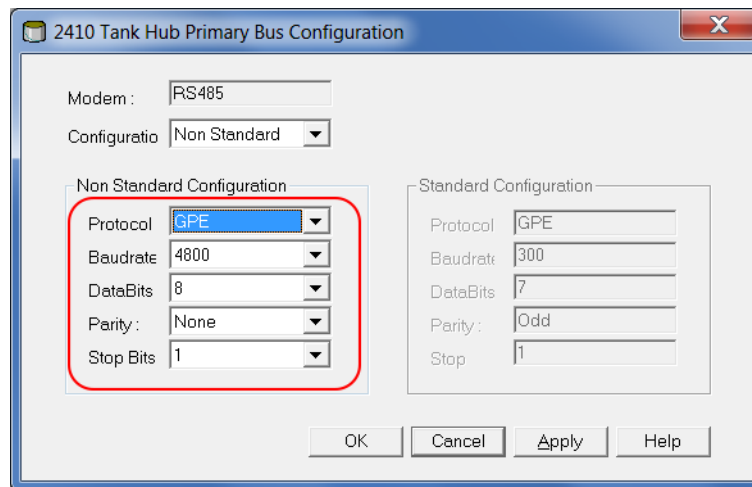 2410 Tank Hub Primary Bus Configuration
X
Modem : RS485
Configuratio Non Standard
Non Standard Configuration
Protocol GPE
Baudrate 4800
DataBits 8
Parity : None
Stop Bits 1
Standard Configuration
Protocol GPE
Baudrate 300
DataBits 7
Parity : Odd
Stop 1
OK Cancel Apply Help